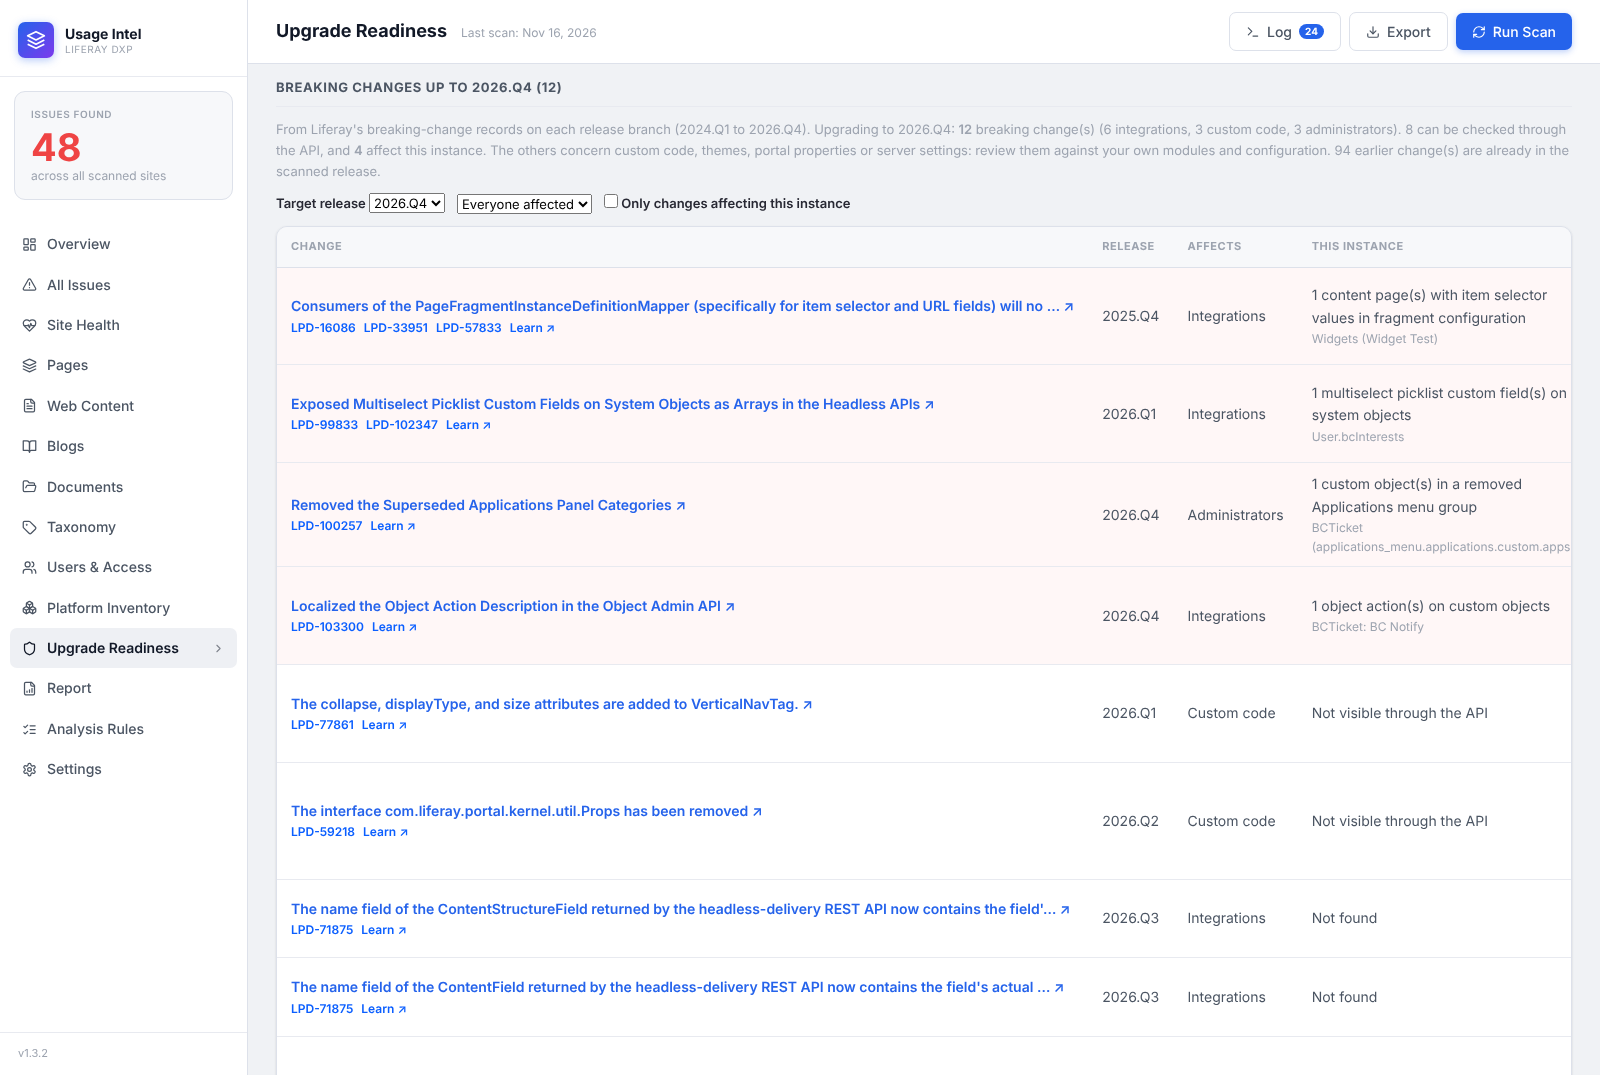 Usage Intel
LIFERAY DXP
ISSUES FOUND
48
across all scanned sites
Overview
All Issues
Site Health
Pages
Web Content
Blogs
Documents
Taxonomy
Users & Access
Platform Inventory
Upgrade Readiness
Report
Analysis Rules
Settings
v1.3.2
Upgrade Readiness Last scan: Nov 16, 2026
Log 24 Export Run Scan
BREAKING CHANGES UP TO 2026.Q4 (12)
From Liferay's breaking-change records on each release branch (2024.Q1 to 2026.Q4). Upgrading to 2026.Q4: 12 breaking change(s) (6 integrations, 3 custom code, 3 administrators). 8 can be checked through
the API, and 4 affect this instance. The others concern custom code, themes, portal properties or server settings: review them against your own modules and configuration. 94 earlier change(s) are already in the
scanned release.
Target release 2026.Q4 Everyone affected Only changes affecting this instance
CHANGE RELEASE AFFECTS THIS INSTANCE
Consumers of the PageFragmentInstanceDefinitionMapper (specifically for item selector and URL fields) will no ... ↗
LPD-16086 LPD-33951 LPD-57833 Learn ↗
2025.Q4
Integrations
1 content page(s) with item selector
values in fragment configuration
Widgets (Widget Test)
Exposed Multiselect Picklist Custom Fields on System Objects as Arrays in the Headless APIs ↗
LPD-99833 LPD-102347 Learn ↗
2026.Q1
Integrations
1 multiselect picklist custom field(s) on
system objects
User.bcInterests
Removed the Superseded Applications Panel Categories ↗
LPD-100257 Learn ↗
2026.Q4
Administrators
1 custom object(s) in a removed
Applications menu group
BCTicket
(applications_menu.applications.custom.apps
Localized the Object Action Description in the Object Admin API ↗
LPD-103300 Learn ↗
2026.Q4
Integrations
1 object action(s) on custom objects
BCTicket: BC Notify
The collapse, displayType, and size attributes are added to VerticalNavTag. ↗
LPD-77861 Learn ↗
2026.Q1
Custom code
Not visible through the API
The interface com.liferay.portal.kernel.util.Props has been removed ↗
LPD-59218 Learn ↗
2026.Q2
Custom code
Not visible through the API
The name field of the ContentStructureField returned by the headless-delivery REST API now contains the field'... ↗
LPD-71875 Learn ↗
2026.Q3
Integrations
Not found
The name field of the ContentField returned by the headless-delivery REST API now contains the field's actual ... ↗
LPD-71875 Learn ↗
2026.Q3
Integrations
Not found